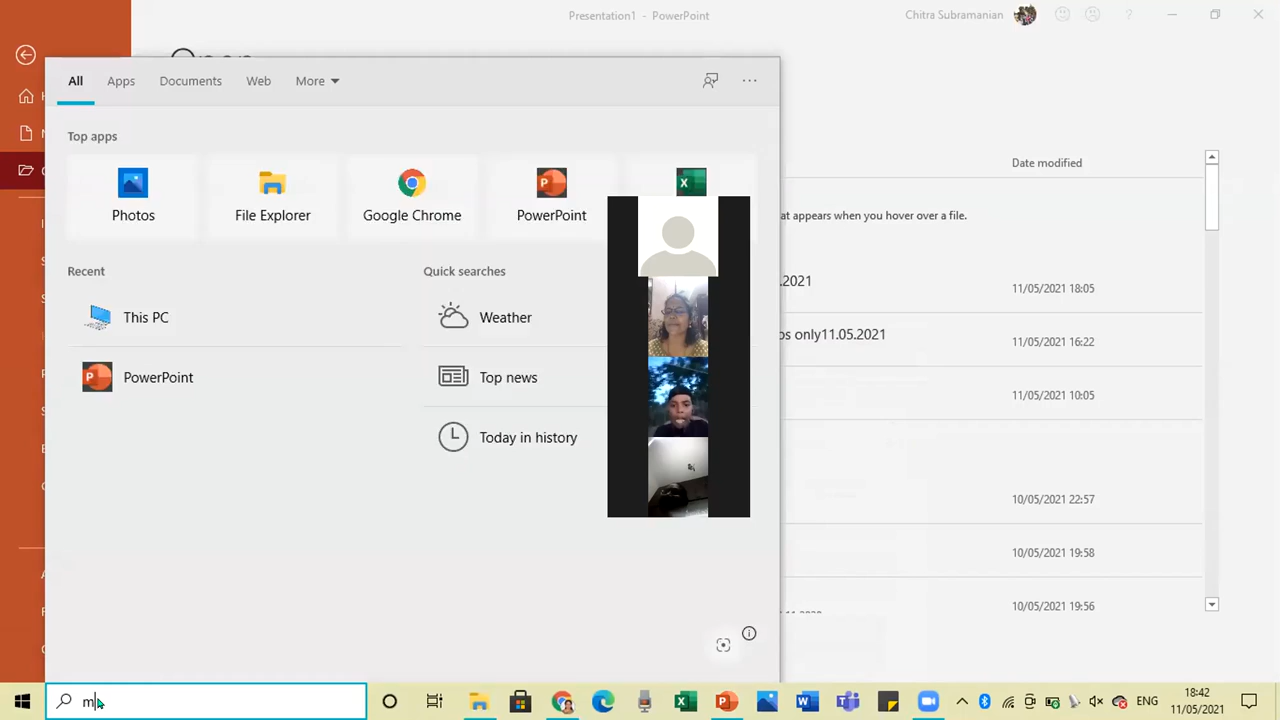 Presentation1 - PowerPoint
Chitra Subramanian
?
All
Apps
Documents
Web
More
Top apps
Date modified
Photos
File Explorer
Google Chrome
PowerPoint
at appears when you hover over a file.
Recent
Quick searches
.2021
11/05/2021 18:05
This PC
Weather
os only11.05.2021
11/05/2021 16:22
PowerPoint
Top news
11/05/2021 10:05
Today in history
10/05/2021 22:57
10/05/2021 19:58
10/05/2021 19:56
m
ENG
18:42
11/05/2021